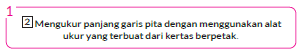 1
2 Mengukur panjang garis pita dengan menggunakan alat
ukur yang terbuat dari kertas berpetak.